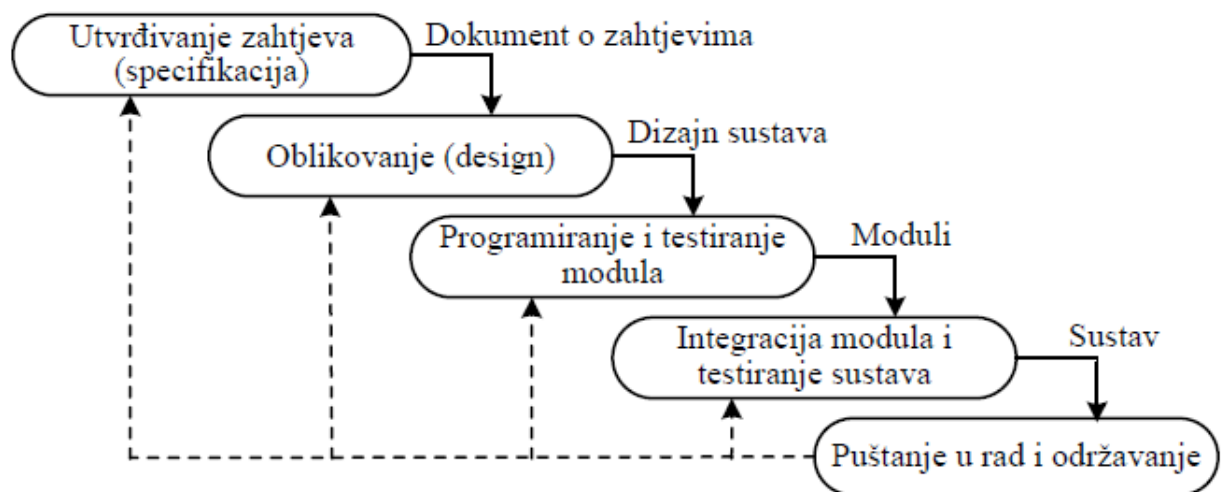 Utvrđivanje zahtjeva
(specifikacija)
Dokument o zahtjevima
Oblikovanje (design)
Dizajn sustava
Programiranje i testiranje
modula
Moduli
Integracija modula i
testiranje sustava
Sustav
Puštanje u rad i održavanje